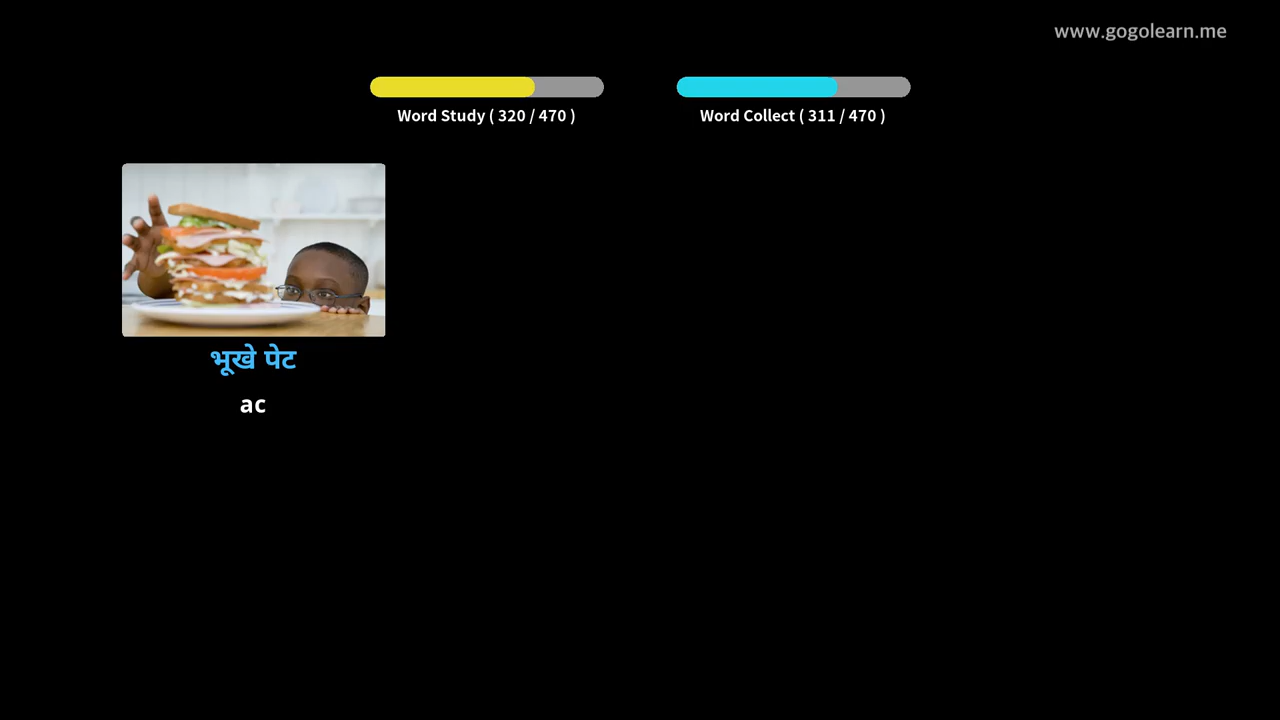 www.gogolearn.me
Word Study ( 320 / 470 )
Word Collect ( 311 / 470 )
भूखे पेट
ac